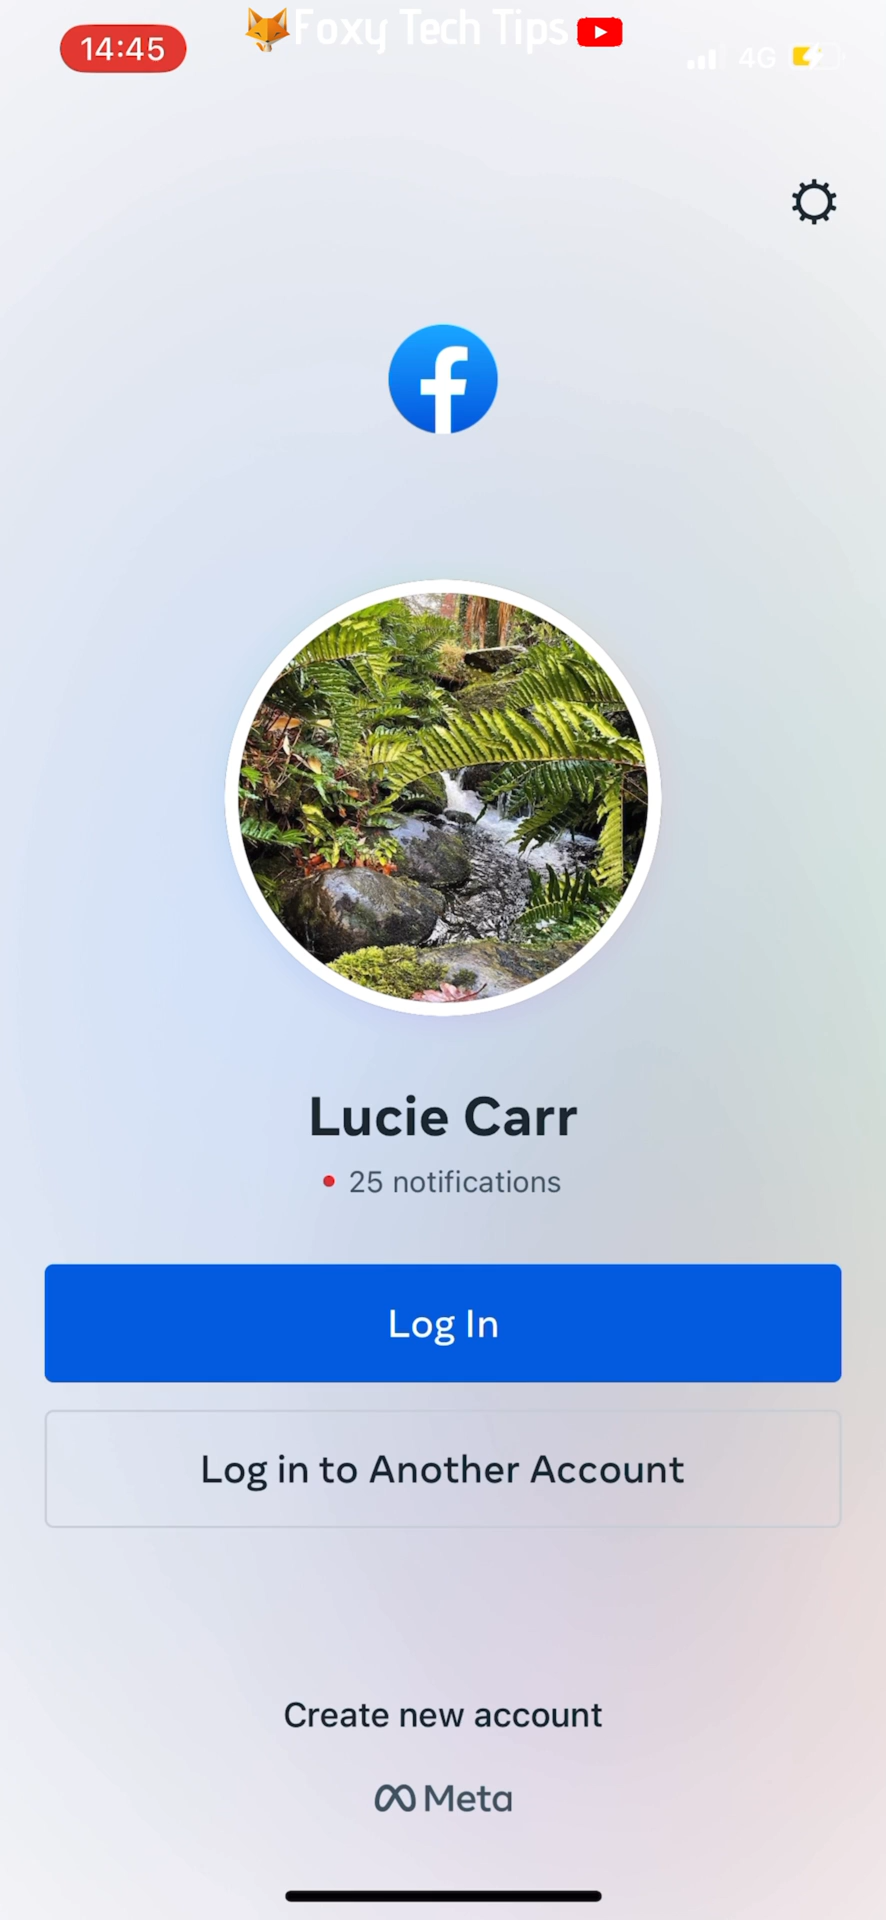 14:45
Foxy Tech Tips
4G
Lucie Carr
25 notifications
Log In
Log in to Another Account
Create new account
Meta